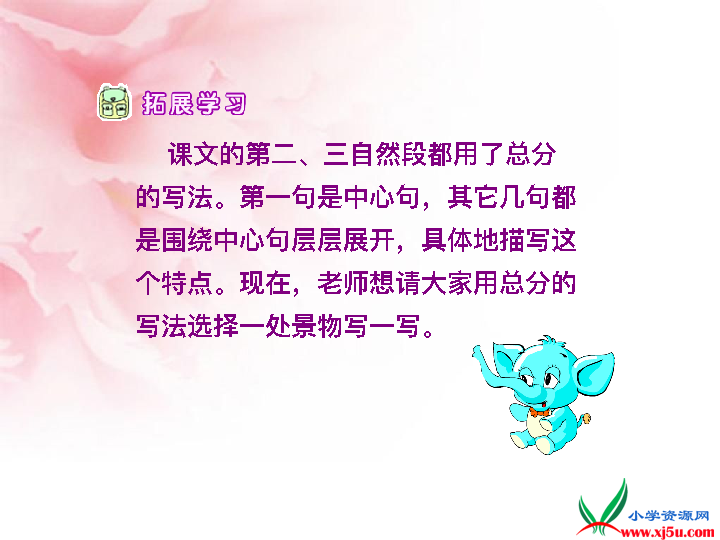 拓展学习
课文的第二、三自然段都用了总分
的写法。第一句是中心句，其它几句都
是围绕中心句层层展开，具体地描写这
个特点。现在，老师想请大家用总分的
写法选择一处景物写一写。
小学资源网
www.xj5u.com